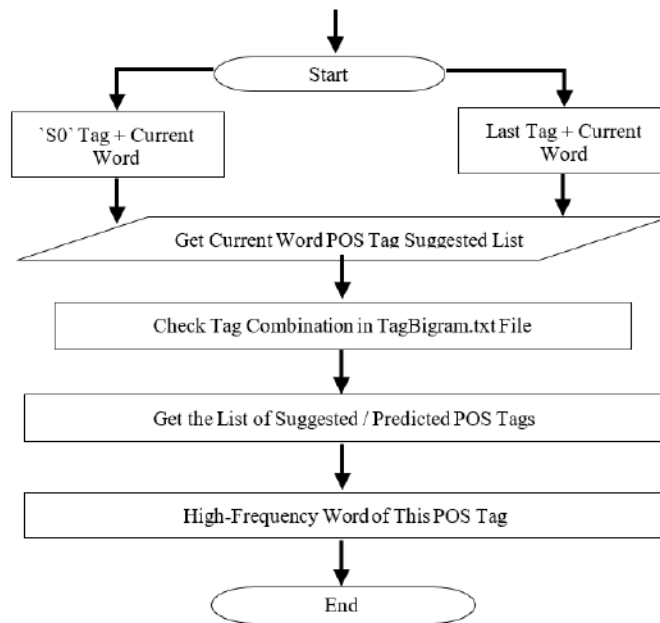 Start
`S0` Tag + Current
Word
Last Tag + Current
Word
Get Current Word POS Tag Suggested List
Check Tag Combination in TagBigram.txt File
Get the List of Suggested / Predicted POS Tags
High-Frequency Word of This POS Tag
End